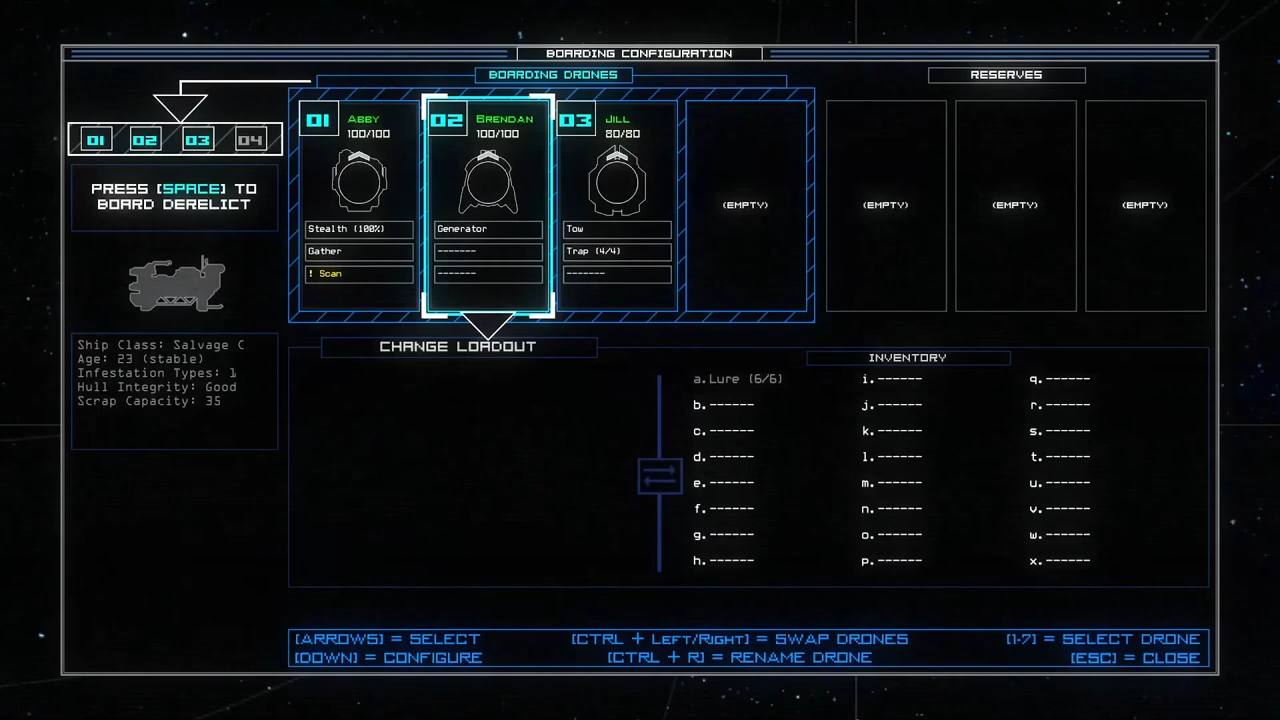 BOARDING CONFIGURATION
BOARDING DRONES
RESERVES
01 02 03 04
PRESS [SPACE] TO
BOARD DERELICT
Ship Class: Salvage C
Age: 23 (stable)
Infestation Types: 1
Hull Integrity: Good
Scrap Capacity: 35
01 ABBY
100/100
Stealth (100%)
Gather
! Scan
02 BRENDAN
100/100
Generator
-------
-------
03 JILL
80/80
Tow
Trap (4/4)
-------
(EMPTY)
(EMPTY)
(EMPTY)
(EMPTY)
CHANGE LOADOUT
INVENTORY
a.Lure (6/6) i.------ q.------
b.------ j.------ r.------
c.------ k.------ s.------
d.------ l.------ t.------
e.------ m.------ u.------
f.------ n.------ v.------
g.------ o.------ w.------
h.------ p.------ x.------
[ARROWS] = SELECT [CTRL + LEFT/RIGHT] = SWAP DRONES [1-7] = SELECT DRONE
[DOWN] = CONFIGURE [CTRL + R] = RENAME DRONE [ESC] = CLOSE